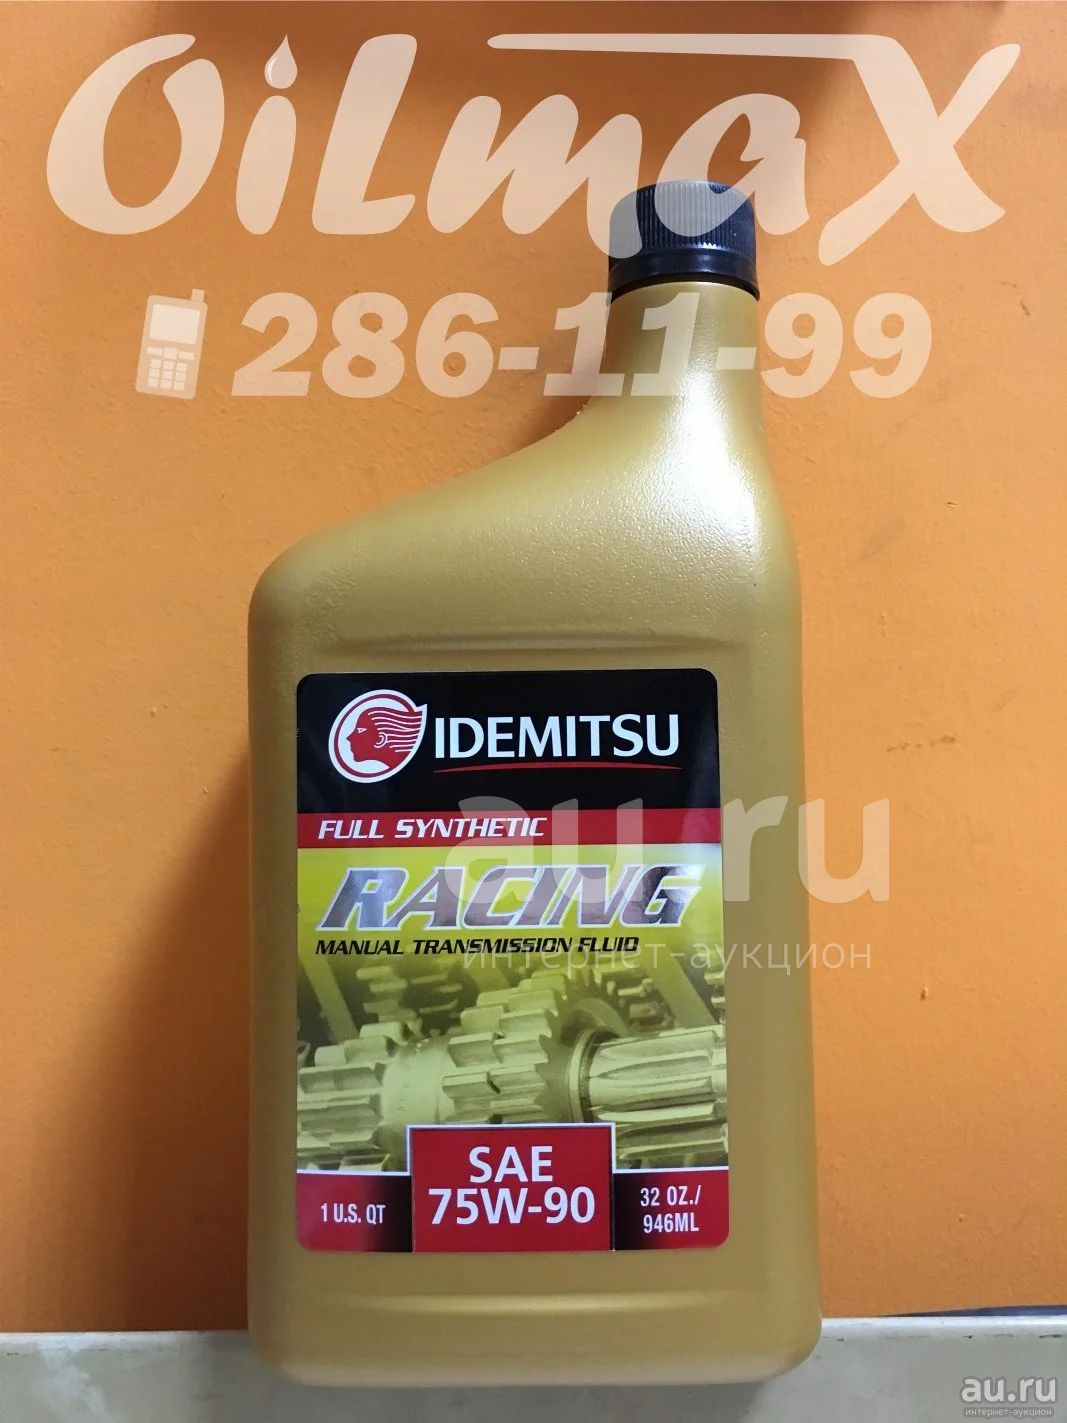 OiLmaX
286-11-99
IDEMITSU
FULL SYNTHETIC
RACING
MANUAL TRANSMISSION FLUID
au.ru
интернет-аукцион
SAE
75W-90
1 U.S. QT
32 OZ./
946ML
au.ru
интернет-аукцион